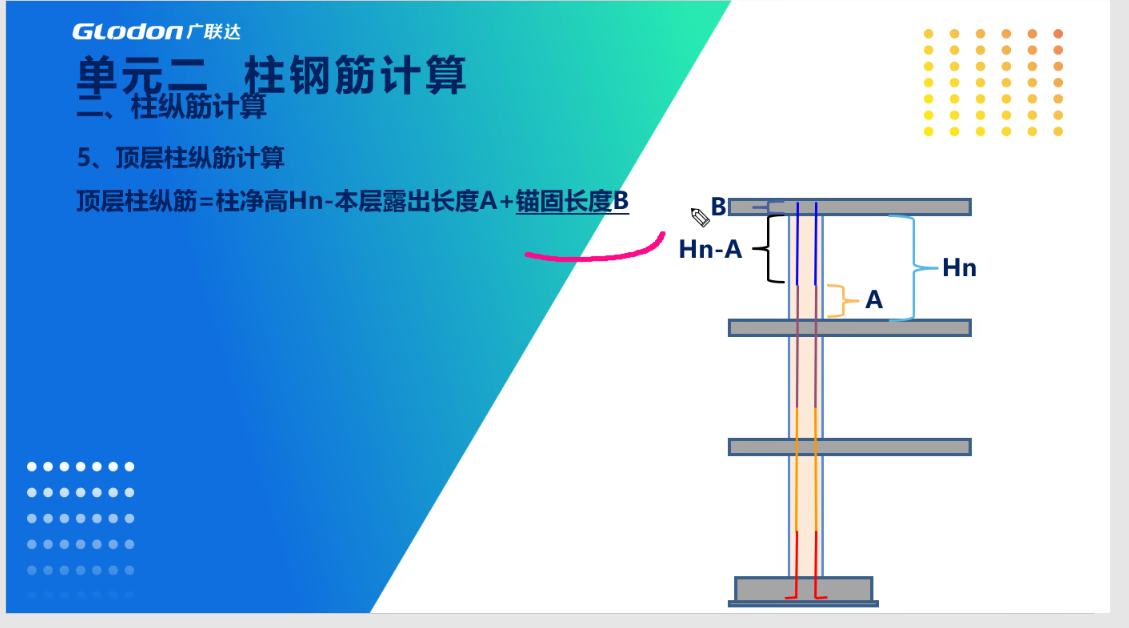 GLodon广联达
单元二 柱钢筋计算
二、柱纵筋计算
5、顶层柱纵筋计算
顶层柱纵筋=柱净高Hn-本层露出长度A+锚固长度B
B
Hn-A
Hn
A